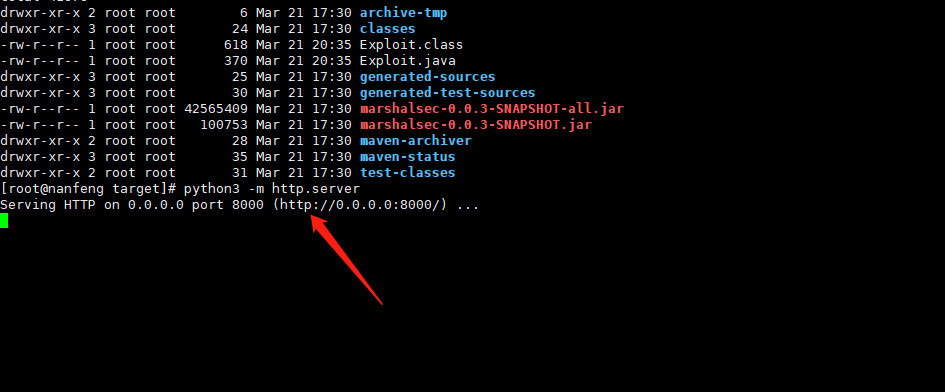 drwxr-xr-x 2 root root        6 Mar 21 17:30 archive-tmp
drwxr-xr-x 3 root root       24 Mar 21 17:30 classes
-rw-r--r-- 1 root root      618 Mar 21 20:35 Exploit.class
-rw-r--r-- 1 root root      370 Mar 21 20:35 Exploit.java
drwxr-xr-x 3 root root       25 Mar 21 17:30 generated-sources
drwxr-xr-x 3 root root       30 Mar 21 17:30 generated-test-sources
-rw-r--r-- 1 root root 42565409 Mar 21 17:30 marshalsec-0.0.3-SNAPSHOT-all.jar
-rw-r--r-- 1 root root   100753 Mar 21 17:30 marshalsec-0.0.3-SNAPSHOT.jar
drwxr-xr-x 2 root root       28 Mar 21 17:30 maven-archiver
drwxr-xr-x 3 root root       35 Mar 21 17:30 maven-status
drwxr-xr-x 2 root root       31 Mar 21 17:30 test-classes
[root@nanfeng target]# python3 -m http.server
Serving HTTP on 0.0.0.0 port 8000 (http://0.0.0.0:8000/) ...